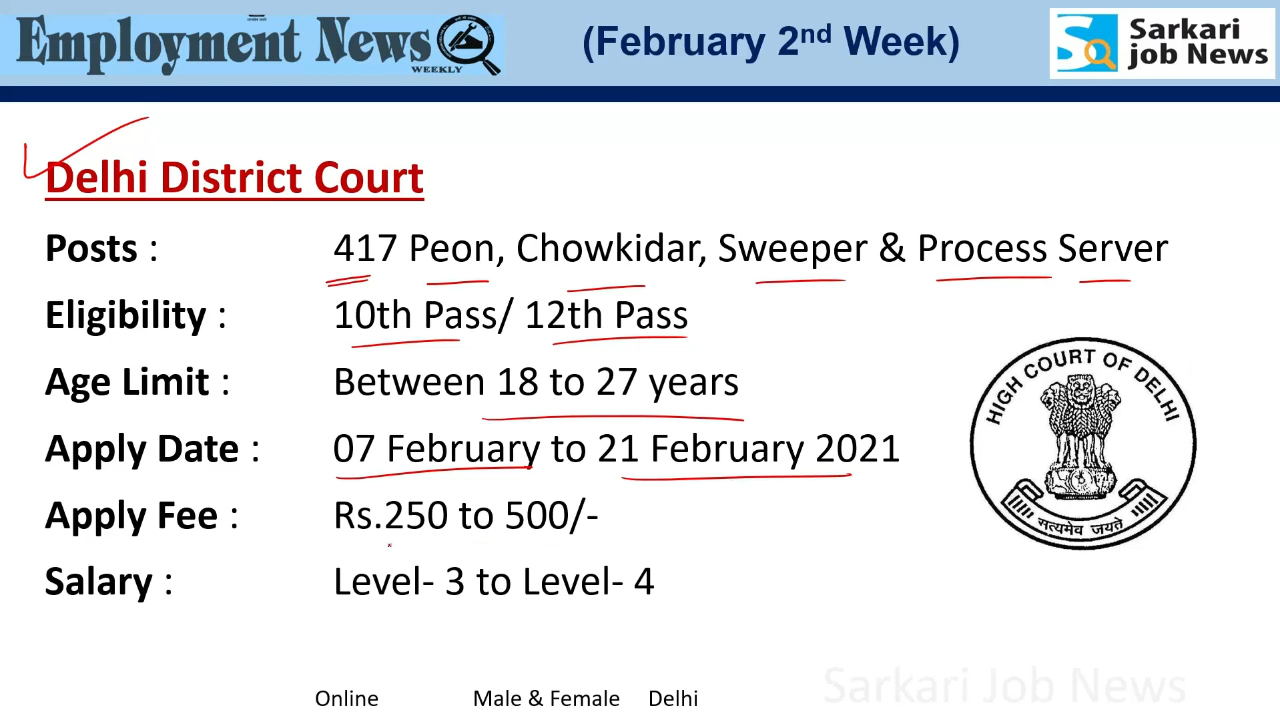 Employment News
WEEKLY
(February 2nd Week)
Sarkari
Job News
Delhi District Court
Posts : 417 Peon, Chowkidar, Sweeper & Process Server
Eligibility : 10th Pass/ 12th Pass
Age Limit : Between 18 to 27 years
Apply Date : 07 February to 21 February 2021
Apply Fee : Rs.250 to 500/-
Salary : Level- 3 to Level- 4
HIGH COURT OF DELHI
सत्यमेव जयते
Online Male & Female Delhi
Sarkari Job News